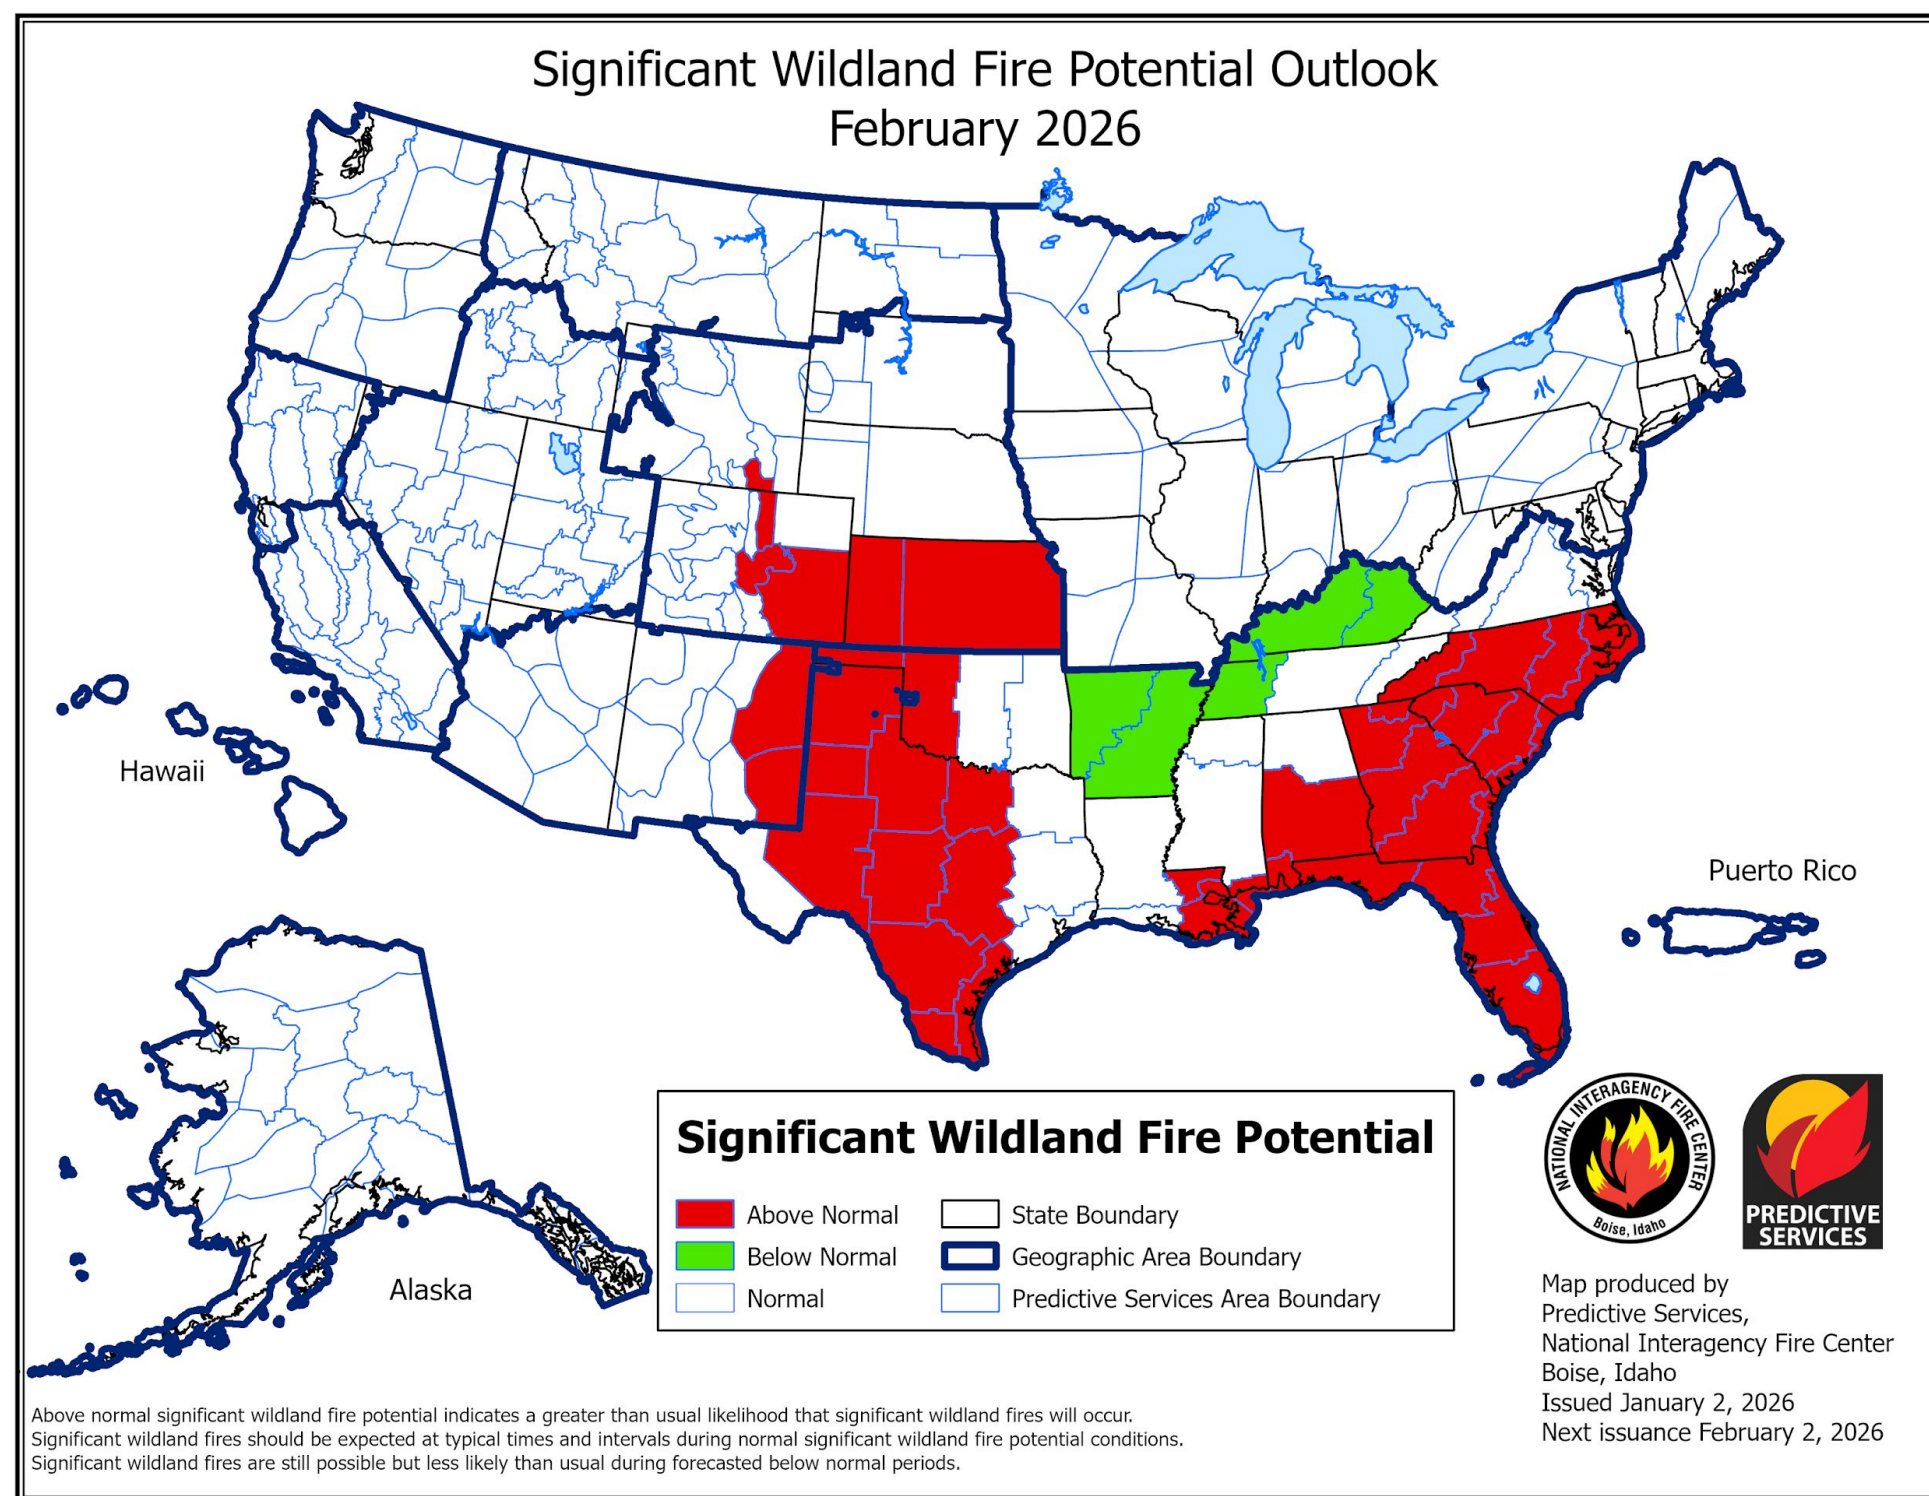 Significant Wildland Fire Potential Outlook
February 2026
Hawaii
Puerto Rico
Alaska
Significant Wildland Fire Potential
Above Normal
Below Normal
Normal
State Boundary
Geographic Area Boundary
Predictive Services Area Boundary
NATIONAL INTERAGENCY FIRE CENTER
Boise, Idaho
PREDICTIVE
SERVICES
Map produced by
Predictive Services,
National Interagency Fire Center
Boise, Idaho
Issued January 2, 2026
Next issuance February 2, 2026
Above normal significant wildland fire potential indicates a greater than usual likelihood that significant wildland fires will occur.
Significant wildland fires should be expected at typical times and intervals during normal significant wildland fire potential conditions.
Significant wildland fires are still possible but less likely than usual during forecasted below normal periods.